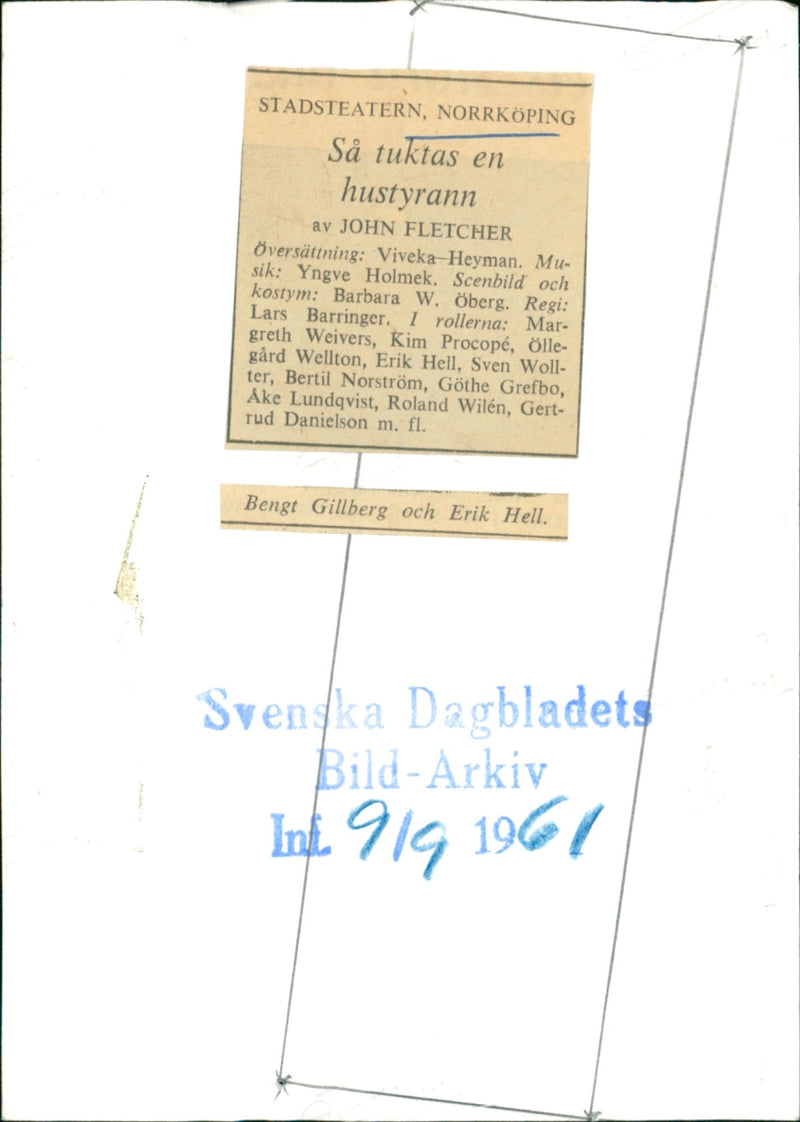 STADSTEATERN, NORRKÖPING
Så tuktas en
hustyrann
av JOHN FLETCHER
Översättning: Viveka Heyman. Mu-
sik: Yngve Holmek. Scenbild och
kostym: Barbara W. Öberg. Regi:
Lars Barringer. I rollerna: Mar-
greth Weivers, Kim Procopé, Ölle-
gård Wellton, Erik Hell, Sven Woll-
ter, Bertil Norström, Göthe Grefbo,
Åke Lundqvist, Roland Wilén, Gert-
rud Danielson m. fl.
Bengt Gillberg och Erik Hell.
Svenska Dagbladets
Bild-Arkiv
Inf. 9/9 1961